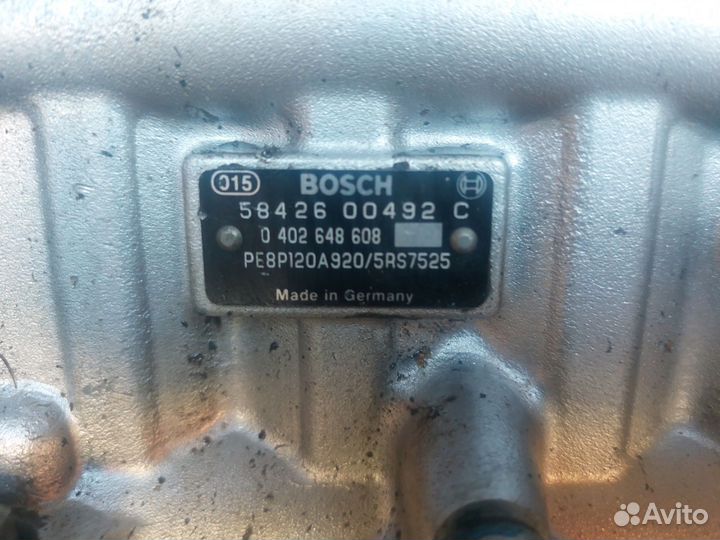 015 BOSCH
58426 00492 C
0 402 648 608
PE8P120A920/5RS7525
Made in Germany
Avito